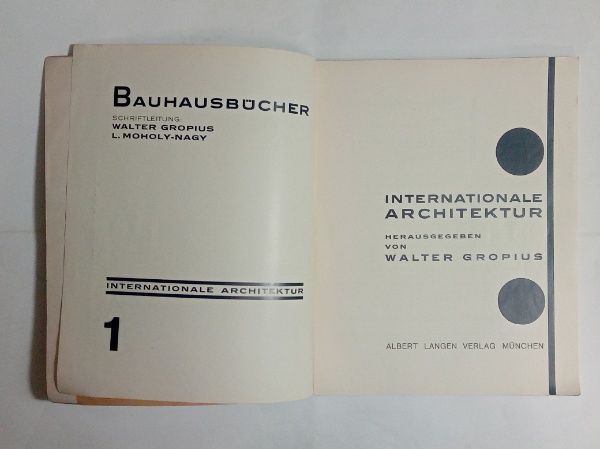 BAUHAUSBÜCHER
SCHRIFTLEITUNG:
WALTER GROPIUS
L. MOHOLY-NAGY
INTERNATIONALE ARCHITEKTUR
1
INTERNATIONALE
ARCHITEKTUR
HERAUSGEGEBEN
VON
WALTER GROPIUS
ALBERT LANGEN VERLAG MÜNCHEN